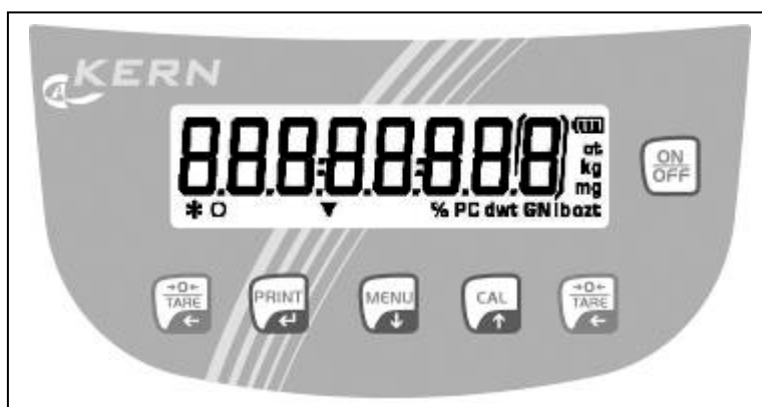 KERN
8.8.8.8.8.8.8.(8)
ct
kg
mg
* O ▼ % PC dwt GN lb ozt
ON
OFF
→0←
TARE
←
PRINT
↵
MENU
↓
CAL
↑
→0←
TARE
←